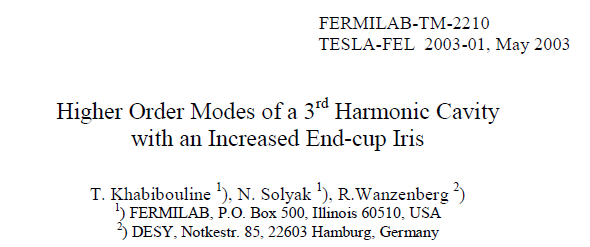 FERMILAB-TM-2210
TESLA-FEL 2003-01, May 2003
Higher Order Modes of a 3rd Harmonic Cavity
with an Increased End-cup Iris
T. Khabibouline 1), N. Solyak 1), R.Wanzenberg 2)
1) FERMILAB, P.O. Box 500, Illinois 60510, USA
2) DESY, Notkestr. 85, 22603 Hamburg, Germany